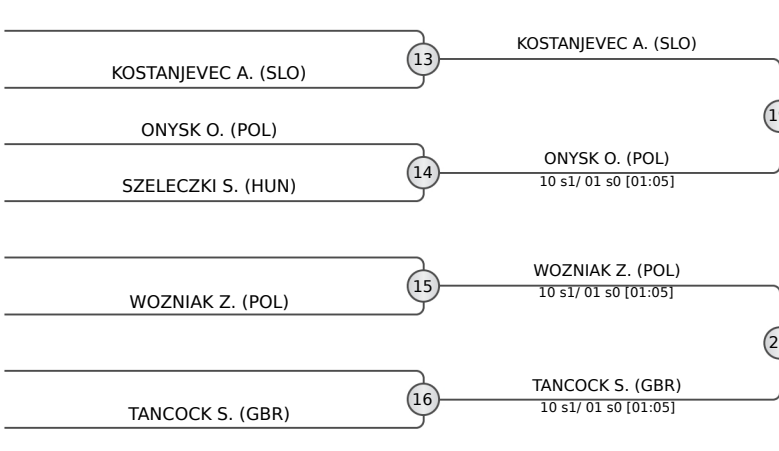 KOSTANJEVEC A. (SLO)
13
KOSTANJEVEC A. (SLO)
ONYSK O. (POL)
14
SZELECZKI S. (HUN)
ONYSK O. (POL)
10 s1/ 01 s0 [01:05]
WOZNIAK Z. (POL)
15
WOZNIAK Z. (POL)
10 s1/ 01 s0 [01:05]
TANCOCK S. (GBR)
16
TANCOCK S. (GBR)
10 s1/ 01 s0 [01:05]